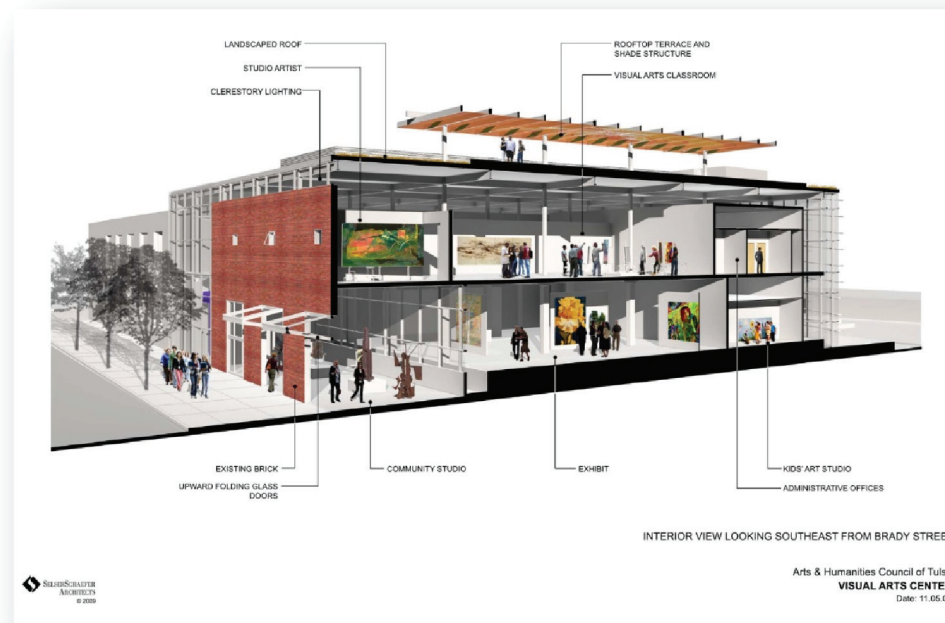 LANDSCAPED ROOF
STUDIO ARTIST
CLERESTORY LIGHTING
ROOFTOP TERRACE AND
SHADE STRUCTURE
VISUAL ARTS CLASSROOM
EXISTING BRICK
UPWARD FOLDING GLASS
DOORS
COMMUNITY STUDIO
EXHIBIT
KIDS' ART STUDIO
ADMINISTRATIVE OFFICES
INTERIOR VIEW LOOKING SOUTHEAST FROM BRADY STREE
Arts & Humanities Council of Tuls
VISUAL ARTS CENTE
Date: 11.05.0
SELSERSCHAEFER
ARCHITECTS
© 2009